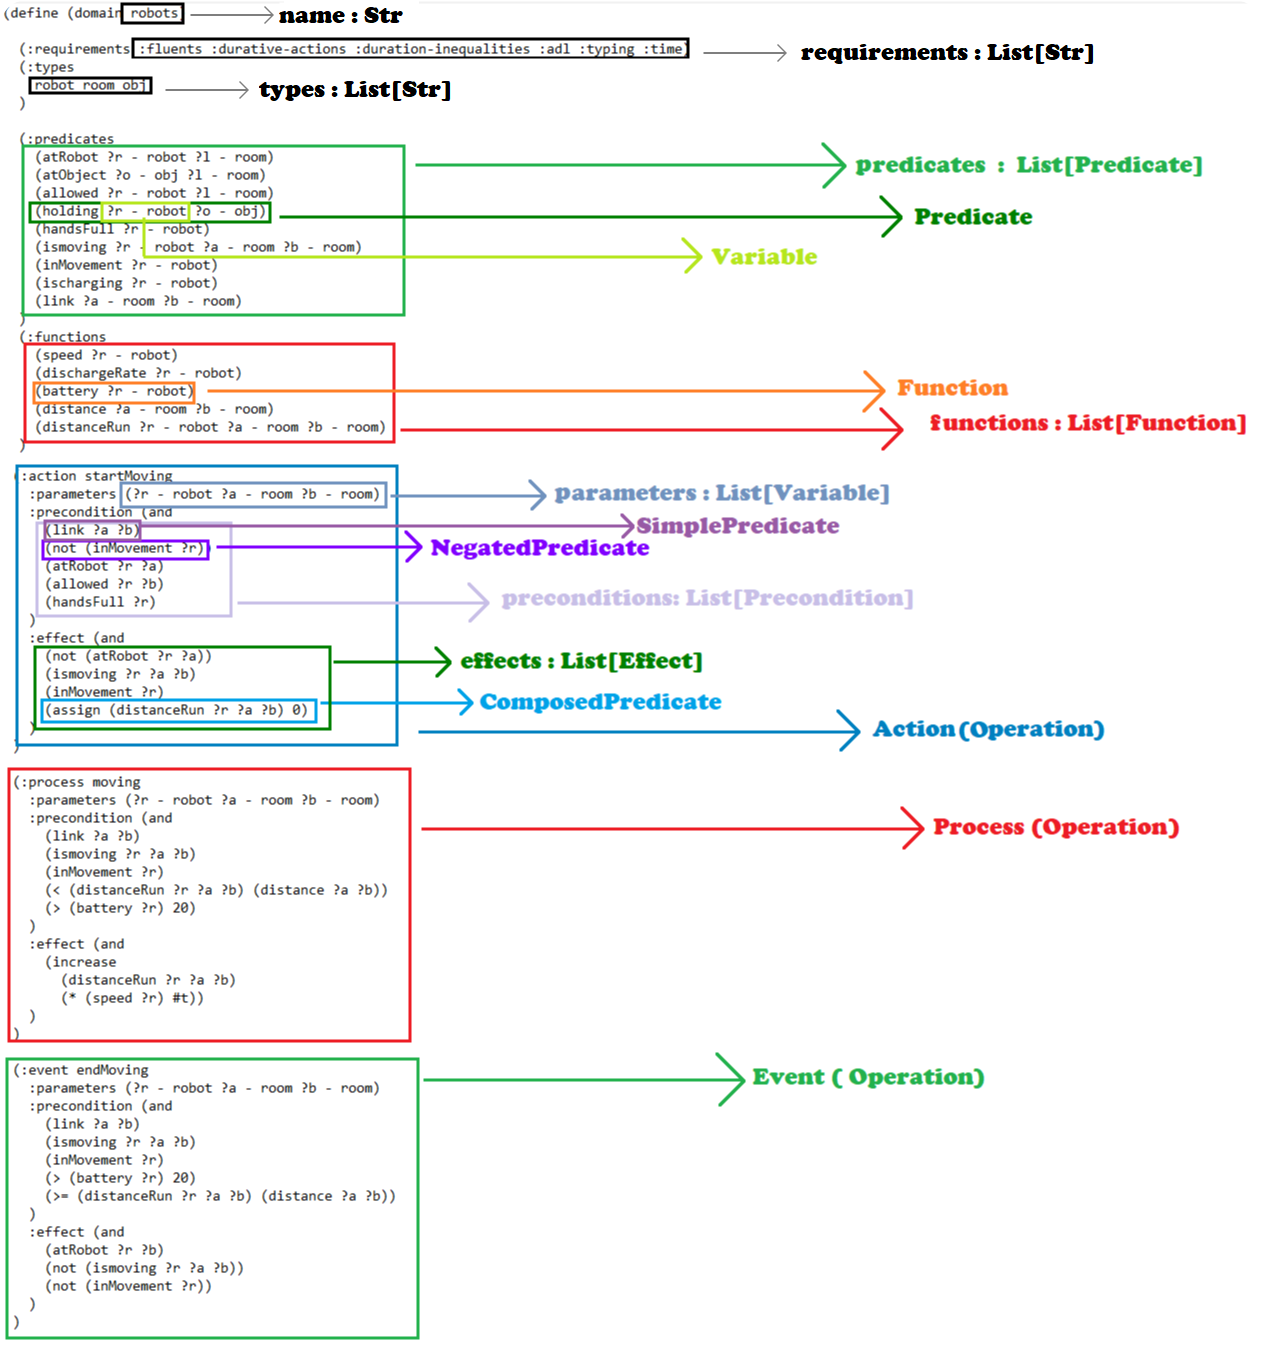 (define (domain robots) name : Str
(:requirements :fluents :durative-actions :duration-inequalities :adl :typing :time) requirements : List[Str]
(:types
robot room obj types : List[Str]
)
(:predicates
(atRobot ?r - robot ?l - room) predicates : List[Predicate]
(atObject ?o - obj ?l - room)
(allowed ?r - robot ?l - room)
(holding ?r - robot ?o - obj) Predicate
(handsFull ?r - robot)
(ismoving ?r - robot ?a - room ?b - room) Variable
(inMovement ?r - robot)
(ischarging ?r - robot)
(link ?a - room ?b - room)
)
(:functions
(speed ?r - robot)
(dischargeRate ?r - robot)
(battery ?r - robot) Function
(distance ?a - room ?b - room)
(distanceRun ?r - robot ?a - room ?b - room) functions : List[Function]
)
(:action startMoving
:parameters (?r - robot ?a - room ?b - room) parameters : List[Variable]
:precondition (and
(link ?a ?b) SimplePredicate
(not (inMovement ?r)) NegatedPredicate
(atRobot ?r ?a)
(allowed ?r ?b)
(handsFull ?r) preconditions: List[Precondition]
)
:effect (and
(not (atRobot ?r ?a)) effects : List[Effect]
(ismoving ?r ?a ?b)
(inMovement ?r)
(assign (distanceRun ?r ?a ?b) 0) ComposedPredicate
) Action(Operation)
)
(:process moving
:parameters (?r - robot ?a - room ?b - room)
:precondition (and
(link ?a ?b) Process (Operation)
(ismoving ?r ?a ?b)
(inMovement ?r)
(< (distanceRun ?r ?a ?b) (distance ?a ?b))
(> (battery ?r) 20)
)
:effect (and
(increase
(distanceRun ?r ?a ?b)
(* (speed ?r) #t))
)
)
(:event endMoving Event ( Operation)
:parameters (?r - robot ?a - room ?b - room)
:precondition (and
(link ?a ?b)
(ismoving ?r ?a ?b)
(inMovement ?r)
(> (battery ?r) 20)
(>= (distanceRun ?r ?a ?b) (distance ?a ?b))
)
:effect (and
(atRobot ?r ?b)
(not (ismoving ?r ?a ?b))
(not (inMovement ?r))
)
)